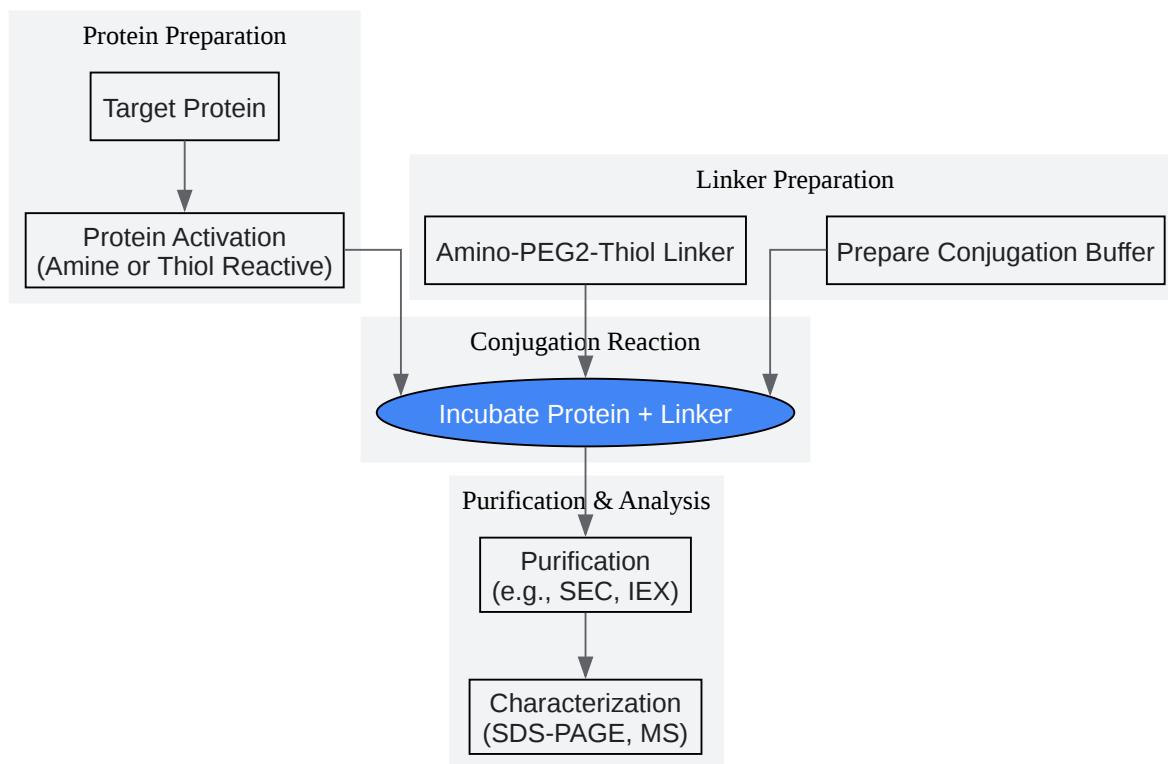 Protein Preparation
Target Protein
Protein Activation
(Amine or Thiol Reactive)
Linker Preparation
Amino-PEG2-Thiol Linker
Prepare Conjugation Buffer
Conjugation Reaction
Incubate Protein + Linker
Purification & Analysis
Purification
(e.g., SEC, IEX)
Characterization
(SDS-PAGE, MS)